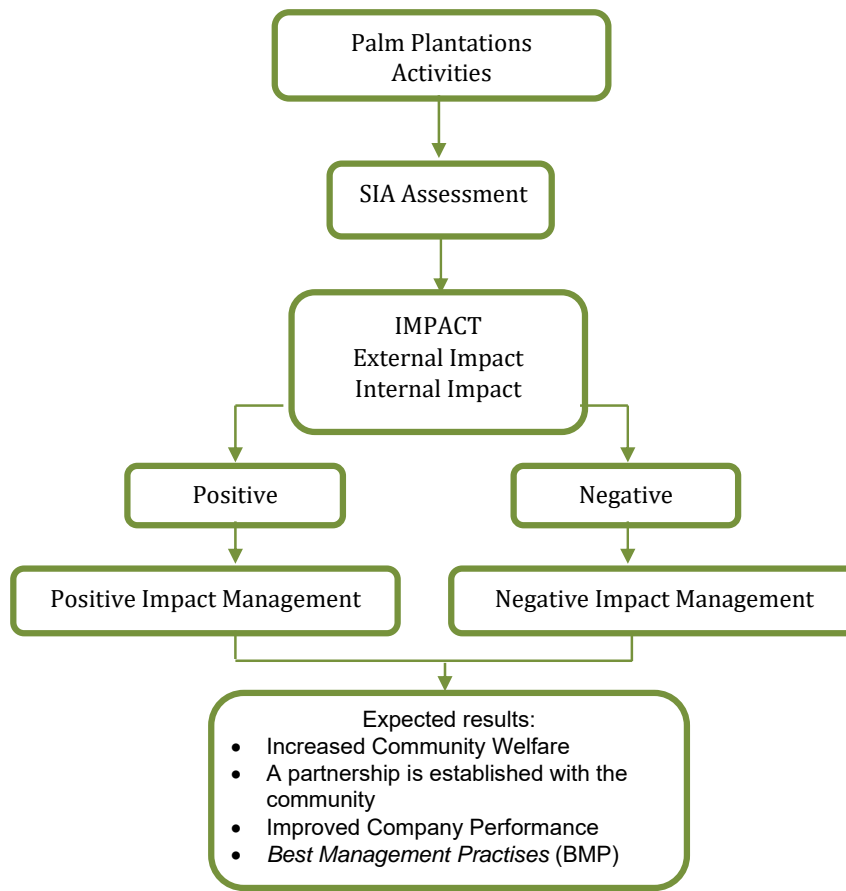 Palm Plantations
Activities
SIA Assessment
IMPACT
External Impact
Internal Impact
Positive
Negative
Positive Impact Management
Negative Impact Management
Expected results:
• Increased Community Welfare
• A partnership is established with the
community
• Improved Company Performance
• Best Management Practises (BMP)